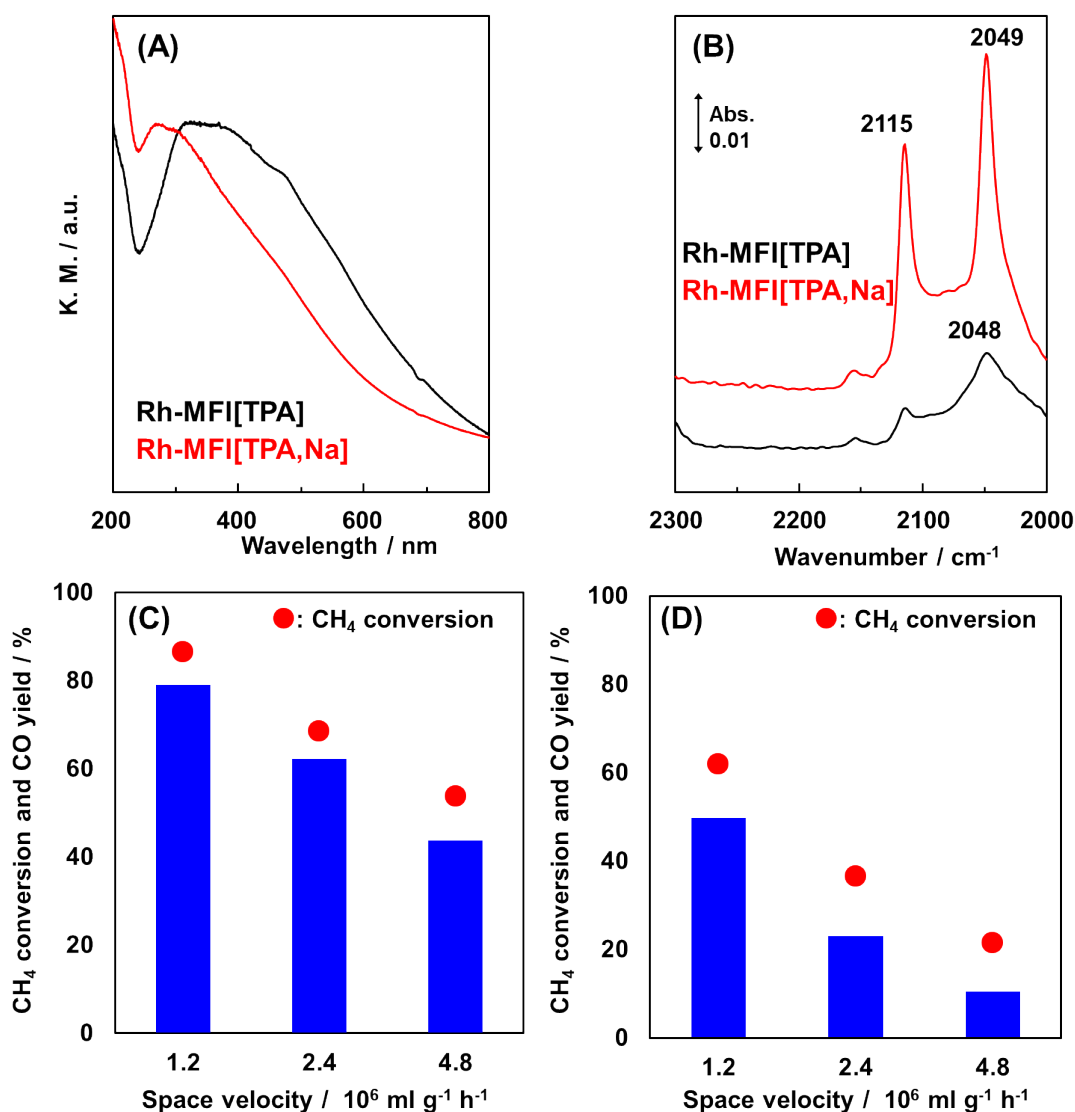 (A)
K. M. / a.u.
Rh-MFI[TPA]
Rh-MFI[TPA,Na]
200 400 600 800
Wavelength / nm
(B)
2049
Abs.
0.01
2115
Rh-MFI[TPA]
Rh-MFI[TPA,Na]
2048
2300 2200 2100 2000
Wavenumber / cm⁻¹
(C)
: CH₄ conversion
CH₄ conversion and CO yield / %
100
80
60
40
20
0
1.2 2.4 4.8
Space velocity / 10⁶ ml g⁻¹ h⁻¹
(D)
: CH₄ conversion
CH₄ conversion and CO yield / %
100
80
60
40
20
0
1.2 2.4 4.8
Space velocity / 10⁶ ml g⁻¹ h⁻¹